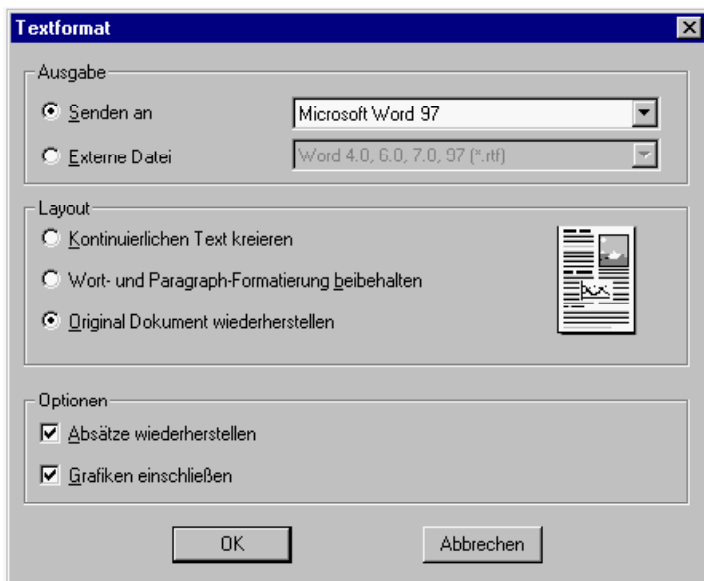 Textformat
Ausgabe
Senden an Microsoft Word 97
Externe Datei Word 4.0, 6.0, 7.0, 97 (*.rtf)
Layout
Kontinuierlichen Text kreieren
Wort- und Paragraph-Formatierung beibehalten
Original Dokument wiederherstellen
Optionen
Absätze wiederherstellen
Grafiken einschließen
OK Abbrechen